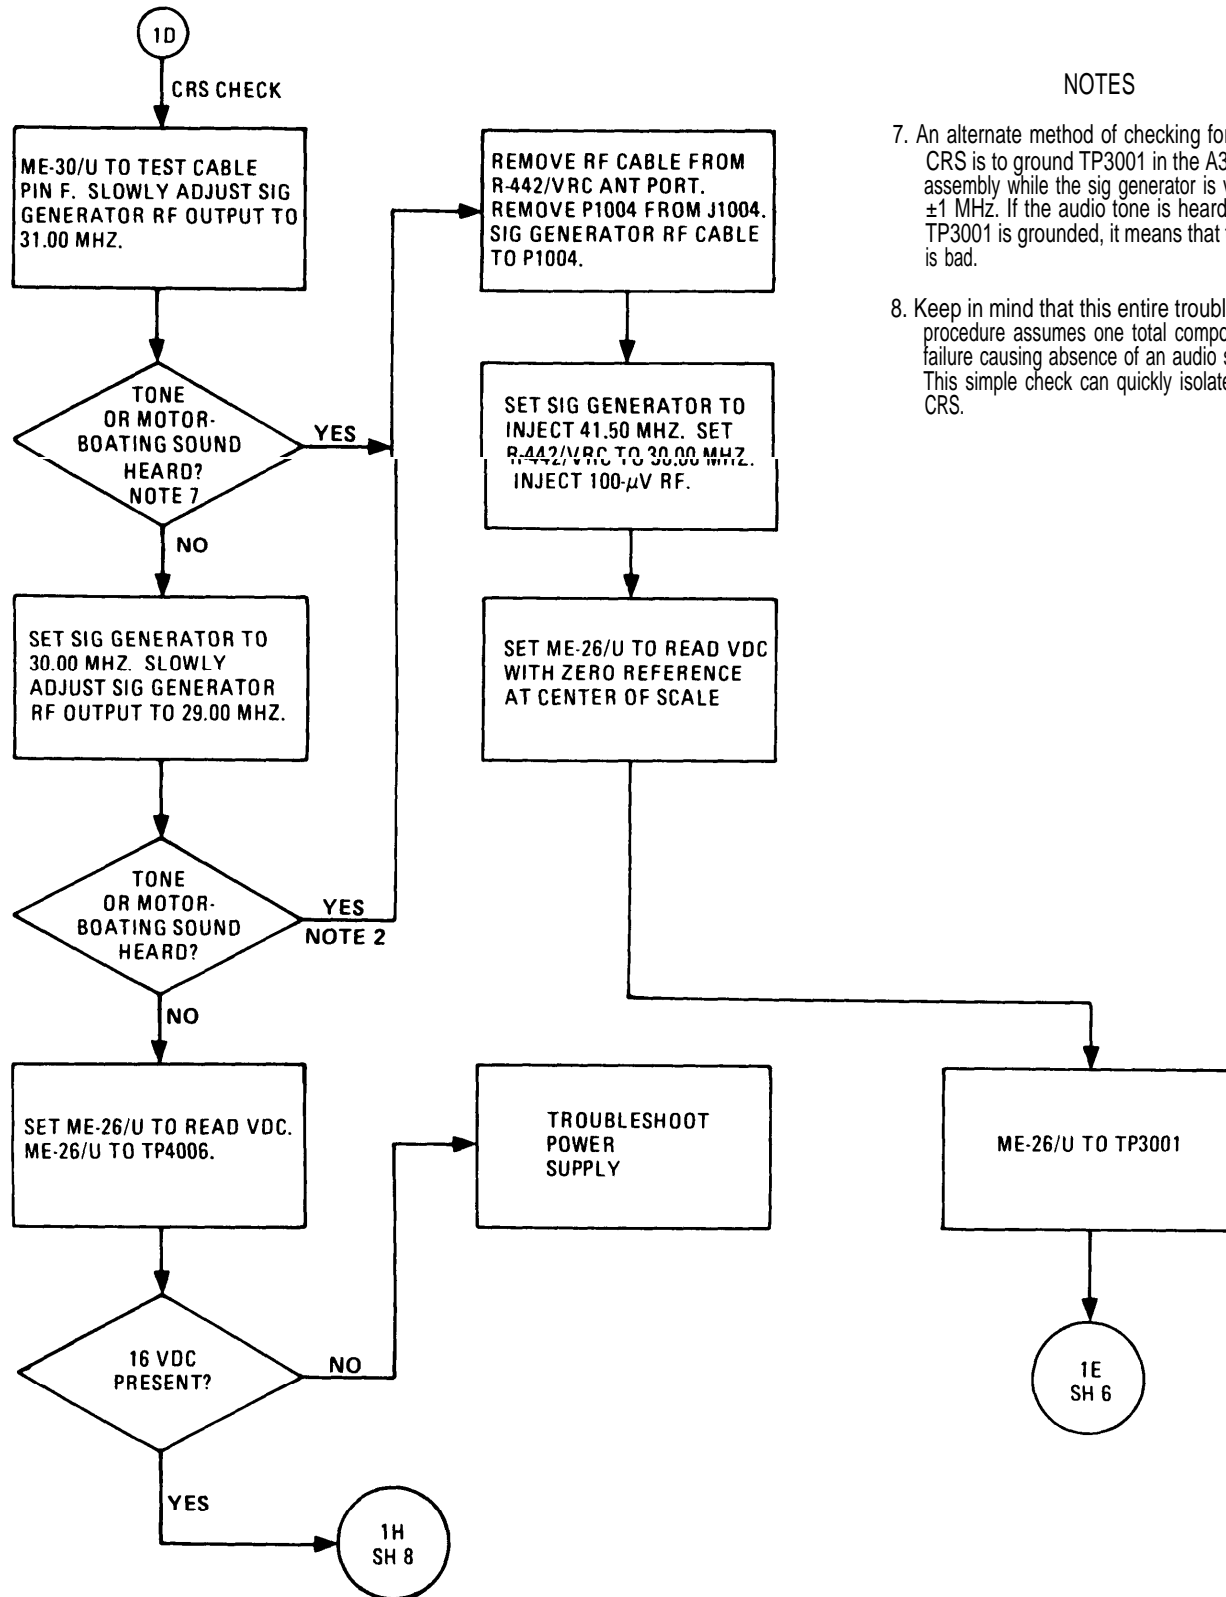 1D
CRS CHECK
ME-30/U TO TEST CABLE
PIN F. SLOWLY ADJUST SIG
GENERATOR RF OUTPUT TO
31.00 MHZ.
TONE
OR MOTOR-
BOATING SOUND
HEARD?
NOTE 7
YES
NO
SET SIG GENERATOR TO
30.00 MHZ. SLOWLY
ADJUST SIG GENERATOR
RF OUTPUT TO 29.00 MHZ.
TONE
OR MOTOR-
BOATING SOUND
HEARD?
YES
NOTE 2
NO
SET ME-26/U TO READ VDC.
ME-26/U TO TP4006.
16 VDC
PRESENT?
NO
YES
1H
SH 8
REMOVE RF CABLE FROM
R-442/VRC ANT PORT.
REMOVE P1004 FROM J1004.
SIG GENERATOR RF CABLE
TO P1004.
SET SIG GENERATOR TO
INJECT 41.50 MHZ. SET
R-442/VRC TO 30.00 MHZ.
INJECT 100-μV RF.
SET ME-26/U TO READ VDC
WITH ZERO REFERENCE
AT CENTER OF SCALE
TROUBLESHOOT
POWER
SUPPLY
ME-26/U TO TP3001
1E
SH 6
NOTES
7. An alternate method of checking for
CRS is to ground TP3001 in the A3
assembly while the sig generator is
±1 MHz. If the audio tone is heard
TP3001 is grounded, it means that
is bad.
8. Keep in mind that this entire troubl
procedure assumes one total compo
failure causing absence of an audio s
This simple check can quickly isolate
CRS.